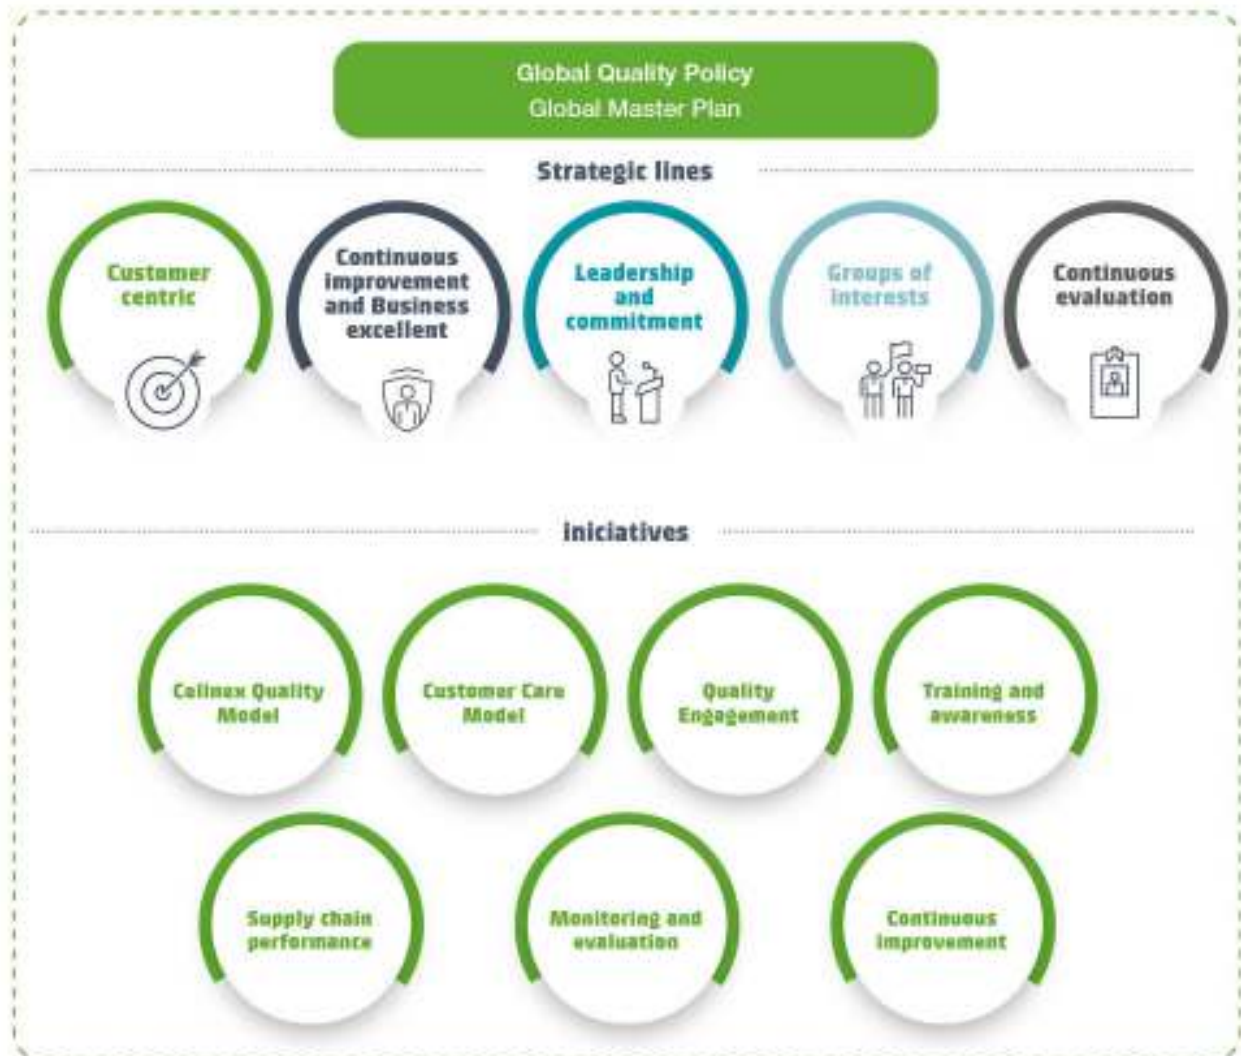 Global Quality Policy
Global Master Plan
Strategic lines
Customer
centric
Continuous
improvement
and Business
excellent
Leadership
and
commitment
Groups of
interests
Continuous
evaluation
Iniciatives
Cellnex Quality
Model
Customer Care
Model
Quality
Engagement
Training and
awareness
Supply chain
performance
Monitoring and
evaluation
Continuous
improvement